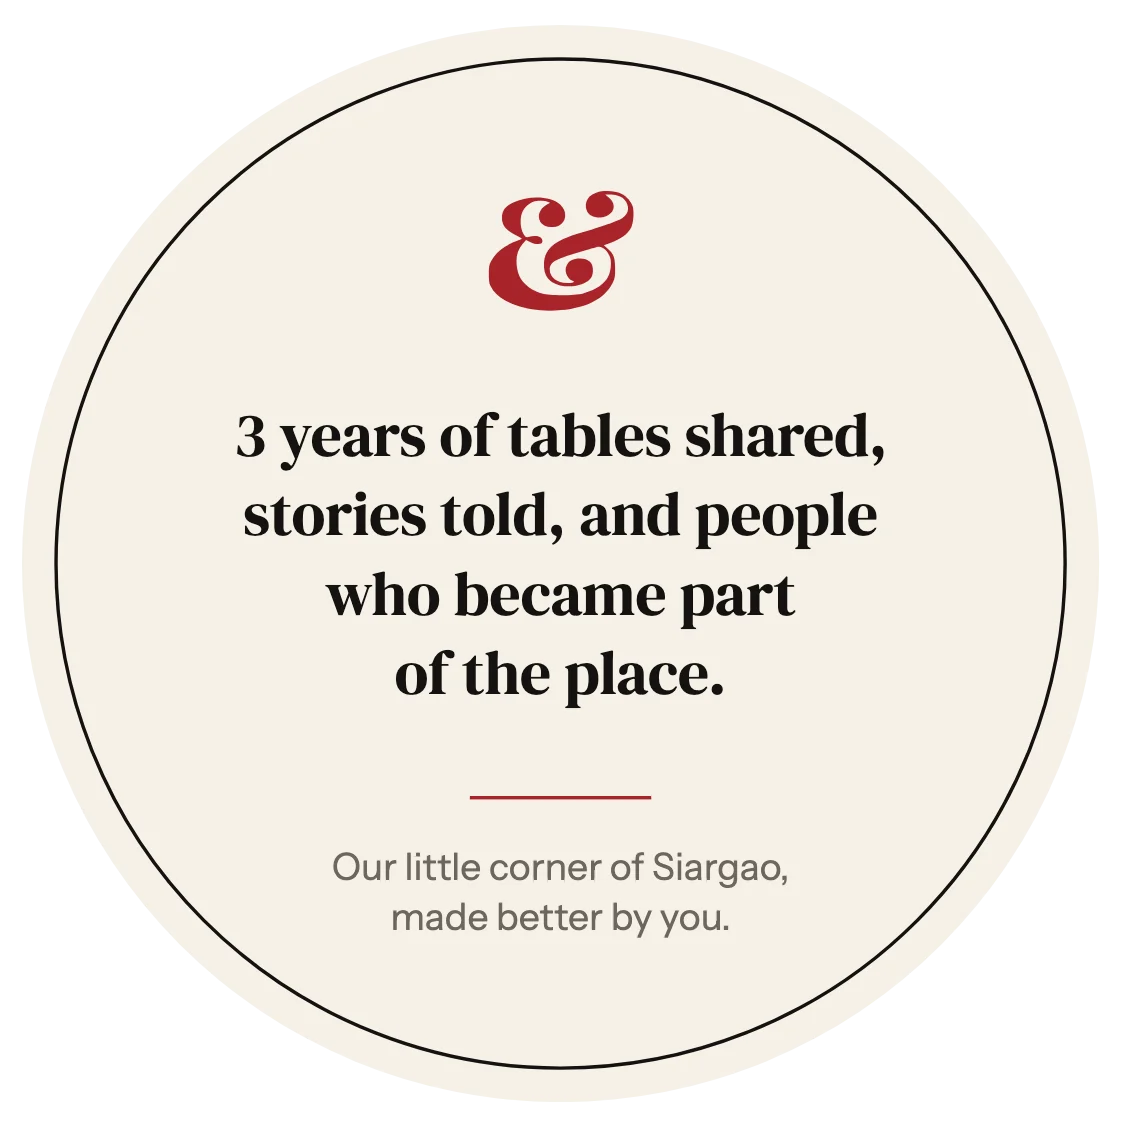 &
3 years of tables shared,
stories told, and people
who became part
of the place.
Our little corner of Siargao,
made better by you.